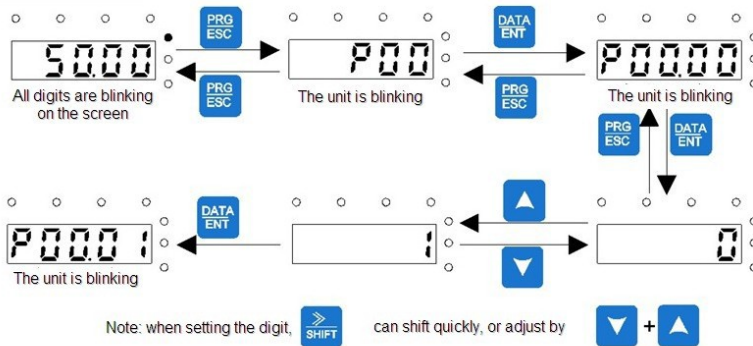 PRG
ESC
DATA
ENT
50.00
P00
P00.00
All digits are blinking
on the screen
PRG
ESC
The unit is blinking
PRG
ESC
The unit is blinking
PRG
ESC
DATA
ENT
DATA
ENT
P00.01
1
0
The unit is blinking
Note: when setting the digit,
SHIFT
can shift quickly, or adjust by
+